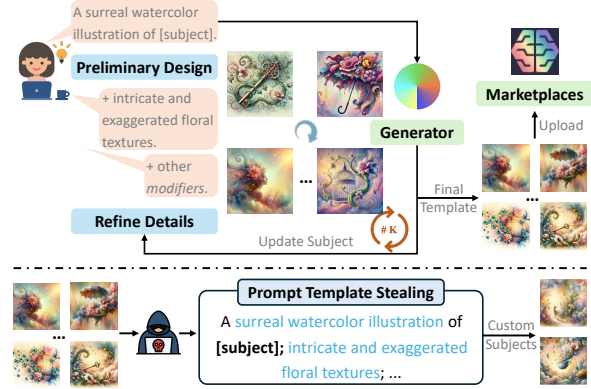 A surreal watercolor
illustration of [subject].
Preliminary Design
+ intricate and
exaggerated floral
textures.
+ other
modifiers.
Refine Details
...
Generator
# K
Update Subject
Final
Template
Marketplaces
Upload
...
...
Prompt Template Stealing
A surreal watercolor illustration of
[subject]; intricate and exaggerated
floral textures; ...
Custom
Subjects